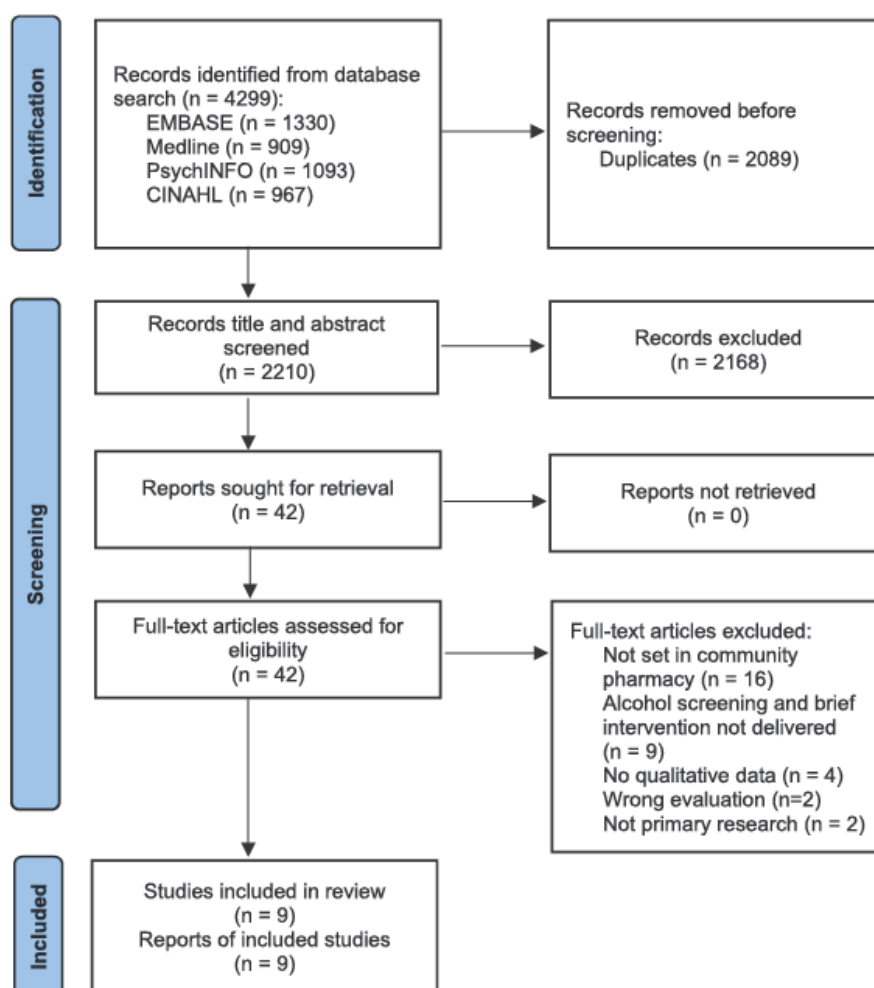 Identification
Records identified from database
search (n = 4299):
EMBASE (n = 1330)
Medline (n = 909)
PsychINFO (n = 1093)
CINAHL (n = 967)
Records removed before
screening:
Duplicates (n = 2089)
Screening
Records title and abstract
screened
(n = 2210)
Records excluded
(n = 2168)
Reports sought for retrieval
(n = 42)
Reports not retrieved
(n = 0)
Full-text articles assessed for
eligibility
(n = 42)
Full-text articles excluded:
Not set in community
pharmacy (n = 16)
Alcohol screening and brief
intervention not delivered
(n = 9)
No qualitative data (n = 4)
Wrong evaluation (n=2)
Not primary research (n = 2)
Included
Studies included in review
(n = 9)
Reports of included studies
(n = 9)